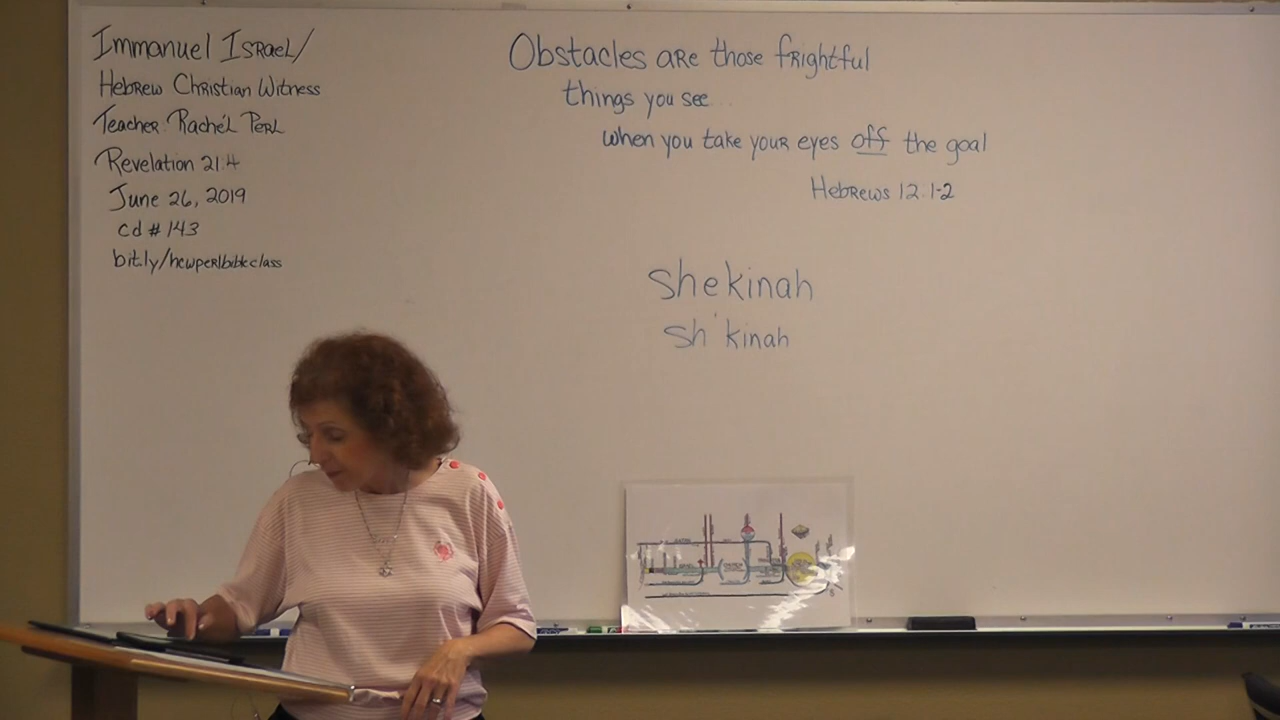 Immanuel Israel/
Hebrew Christian Witness
Teacher: Rachél Perl
Revelation 21:4
June 26, 2019
cd # 143
bit.ly/hcwperlbibleclass
Obstacles are those frightful
things you see...
when you take your eyes off the goal
Hebrews 12:1-2
shekinah
sh'kinah